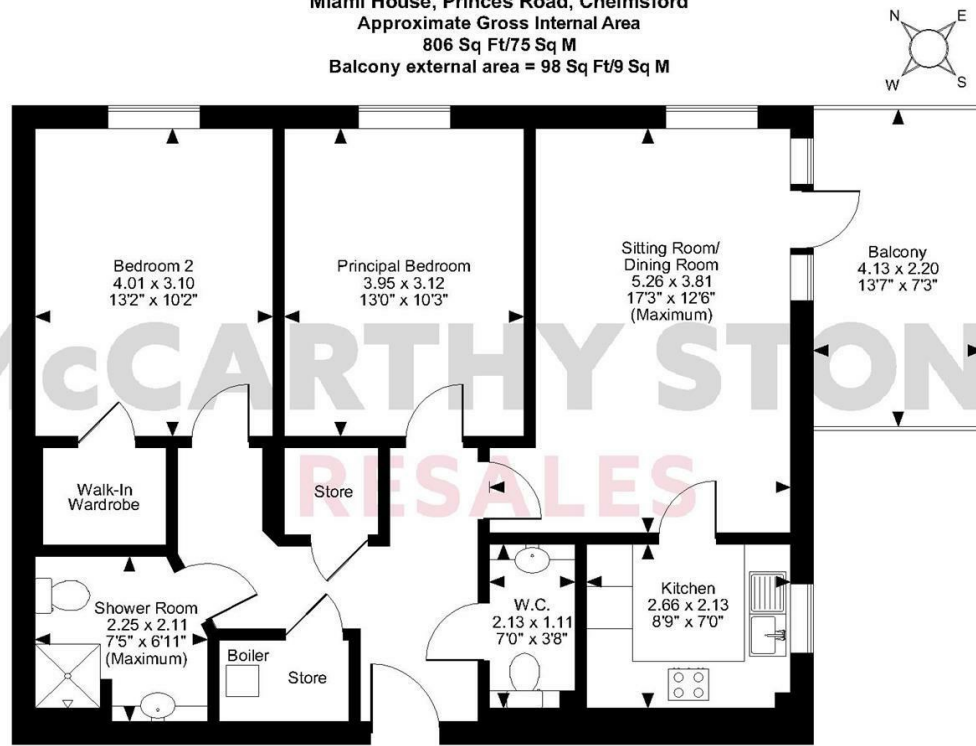 Miami House, Princes Road, Chelmsford
Approximate Gross Internal Area
806 Sq Ft/75 Sq M
Balcony external area = 98 Sq Ft/9 Sq M
N
E
W
S
Bedroom 2
4.01 x 3.10
13'2" x 10'2"
Principal Bedroom
3.95 x 3.12
13'0" x 10'3"
Sitting Room/
Dining Room
5.26 x 3.81
17'3" x 12'6"
(Maximum)
Balcony
4.13 x 2.20
13'7" x 7'3"
McCARTHY STON
RESALES
Walk-In
Wardrobe
Store
Shower Room
2.25 x 2.11
7'5" x 6'11"
(Maximum)
Boiler
Store
W.C.
2.13 x 1.11
7'0" x 3'8"
Kitchen
2.66 x 2.13
8'9" x 7'0"